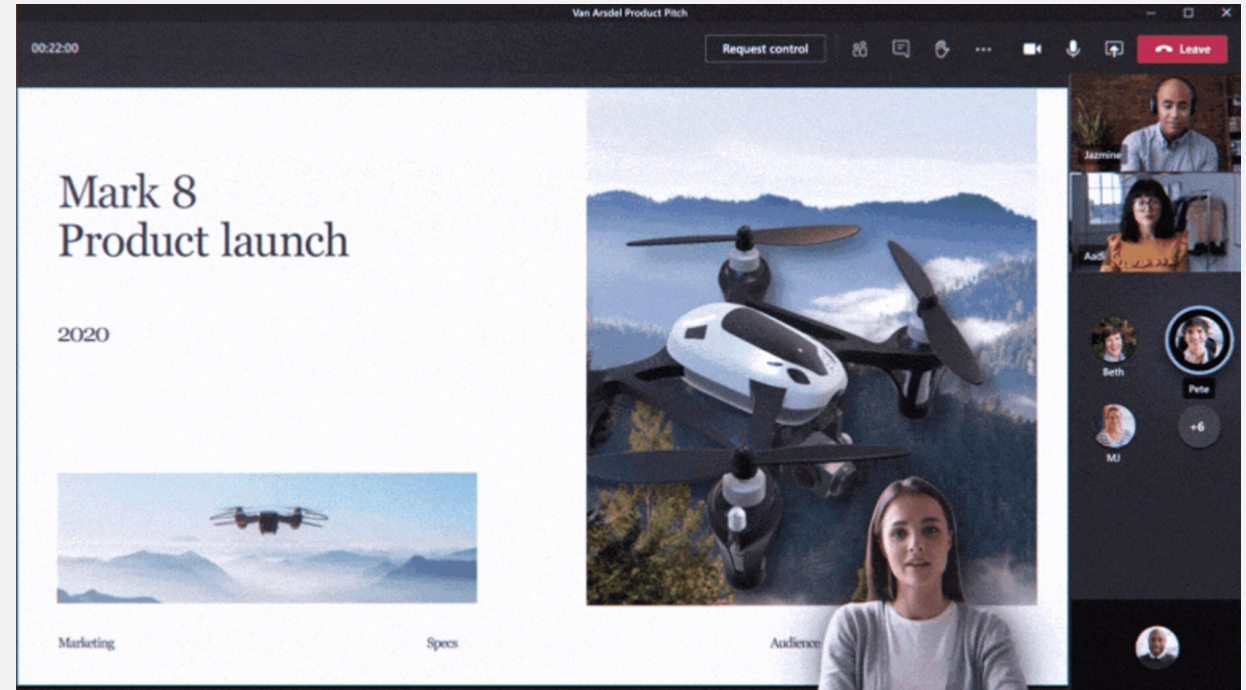 Van Arsdel Product Pitch
00:22:00
Request control
Leave
Mark 8
Product launch
2020
Marketing
Specs
Audience
Jazmine
Aadi
Beth
Pete
MJ
+6